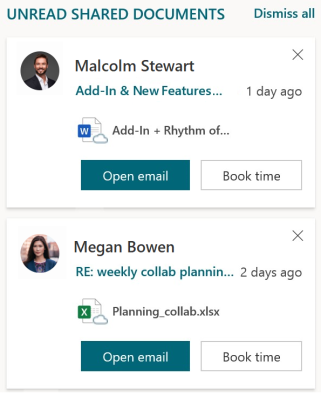 UNREAD SHARED DOCUMENTS Dismiss all
Malcolm Stewart
Add-In & New Features... 1 day ago
W Add-In + Rhythm of...
Open email Book time
Megan Bowen
RE: weekly collab plannin... 2 days ago
X Planning_collab.xlsx
Open email Book time